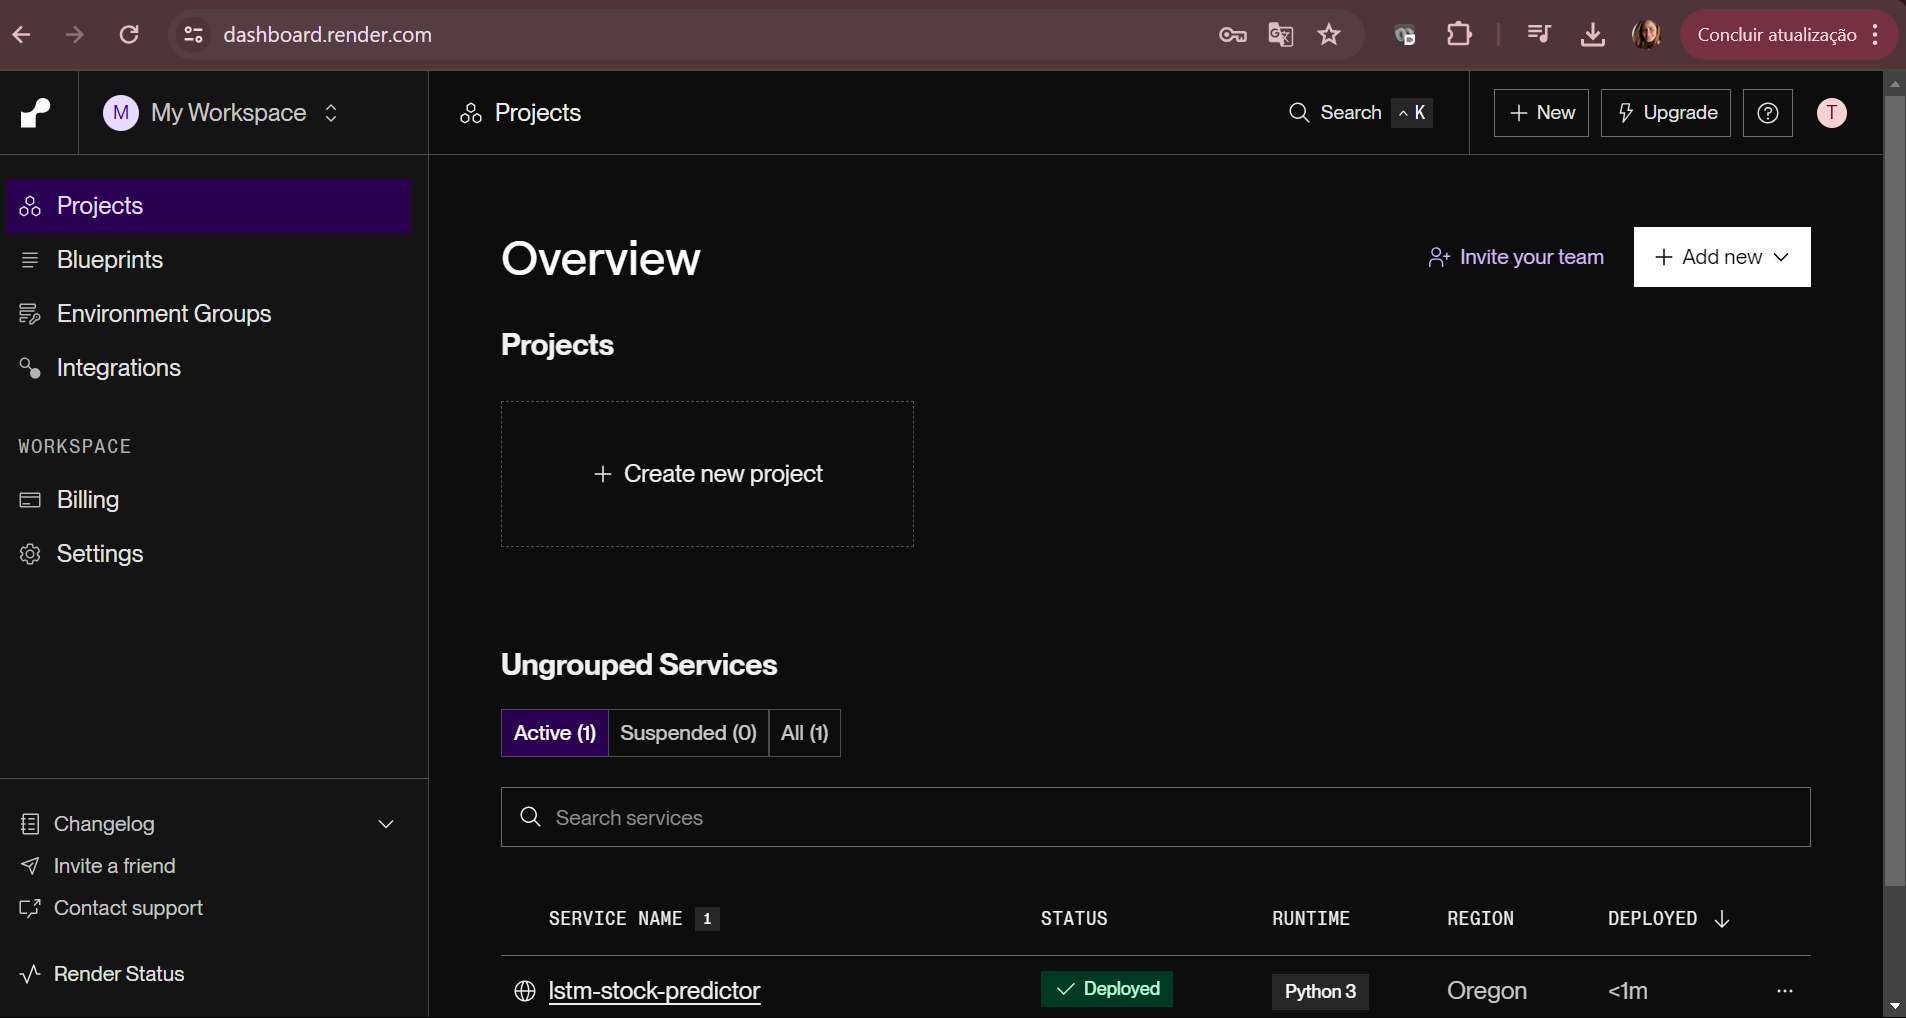 dashboard.render.com
Concluir atualização
M My Workspace
Projects
Search ^ K
+ New
Upgrade
T
Projects
Blueprints
Environment Groups
Integrations
WORKSPACE
Billing
Settings
Changelog
Invite a friend
Contact support
Render Status
Overview
Invite your team
+ Add new
Projects
+ Create new project
Ungrouped Services
Active (1) Suspended (0) All (1)
Search services
SERVICE NAME 1 STATUS RUNTIME REGION DEPLOYED ↓
lstm-stock-predictor ✓ Deployed Python 3 Oregon <1m ...